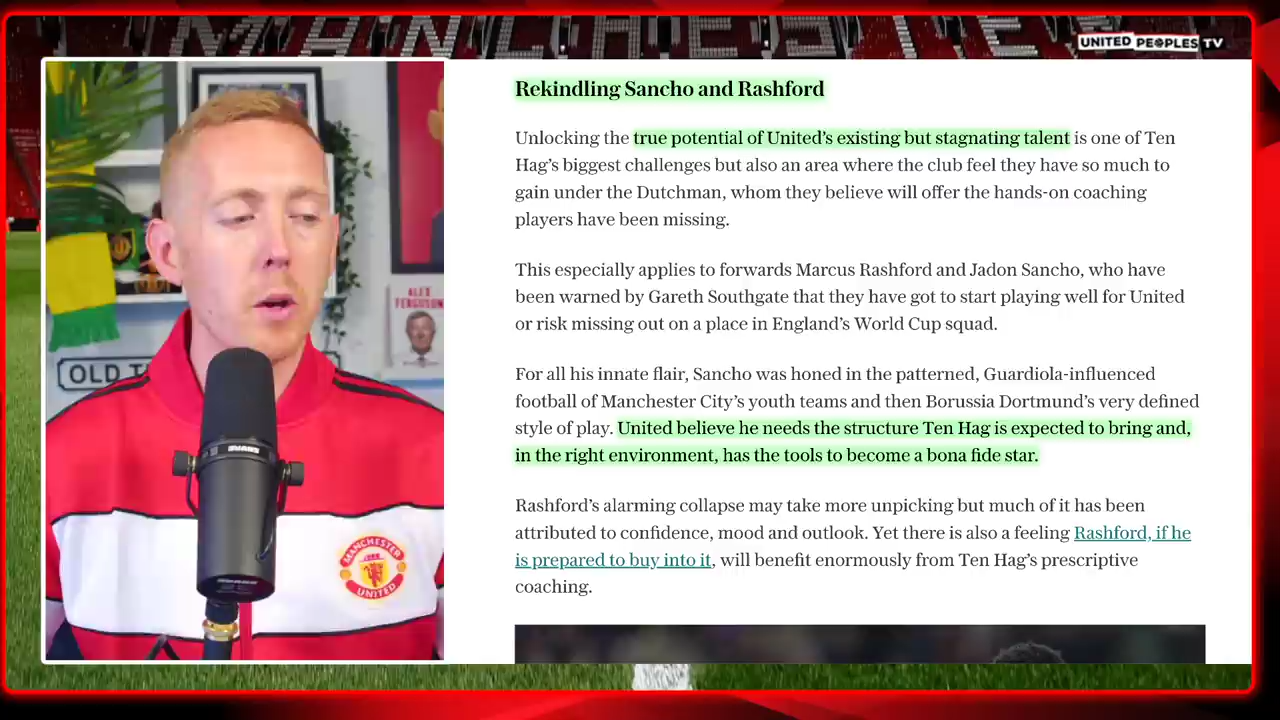 MANCHESTER
UNITED PEOPLES TV
Rekindling Sancho and Rashford
Unlocking the true potential of United's existing but stagnating talent is one of Ten
Hag's biggest challenges but also an area where the club feel they have so much to
gain under the Dutchman, whom they believe will offer the hands-on coaching
players have been missing.
This especially applies to forwards Marcus Rashford and Jadon Sancho, who have
been warned by Gareth Southgate that they have got to start playing well for United
or risk missing out on a place in England's World Cup squad.
For all his innate flair, Sancho was honed in the patterned, Guardiola-influenced
football of Manchester City's youth teams and then Borussia Dortmund's very defined
style of play. United believe he needs the structure Ten Hag is expected to bring and,
in the right environment, has the tools to become a bona fide star.
Rashford's alarming collapse may take more unpicking but much of it has been
attributed to confidence, mood and outlook. Yet there is also a feeling Rashford, if he
is prepared to buy into it, will benefit enormously from Ten Hag's prescriptive
coaching.
ALEX
FERGUSON
OLD T
MANCHESTER
UNITED